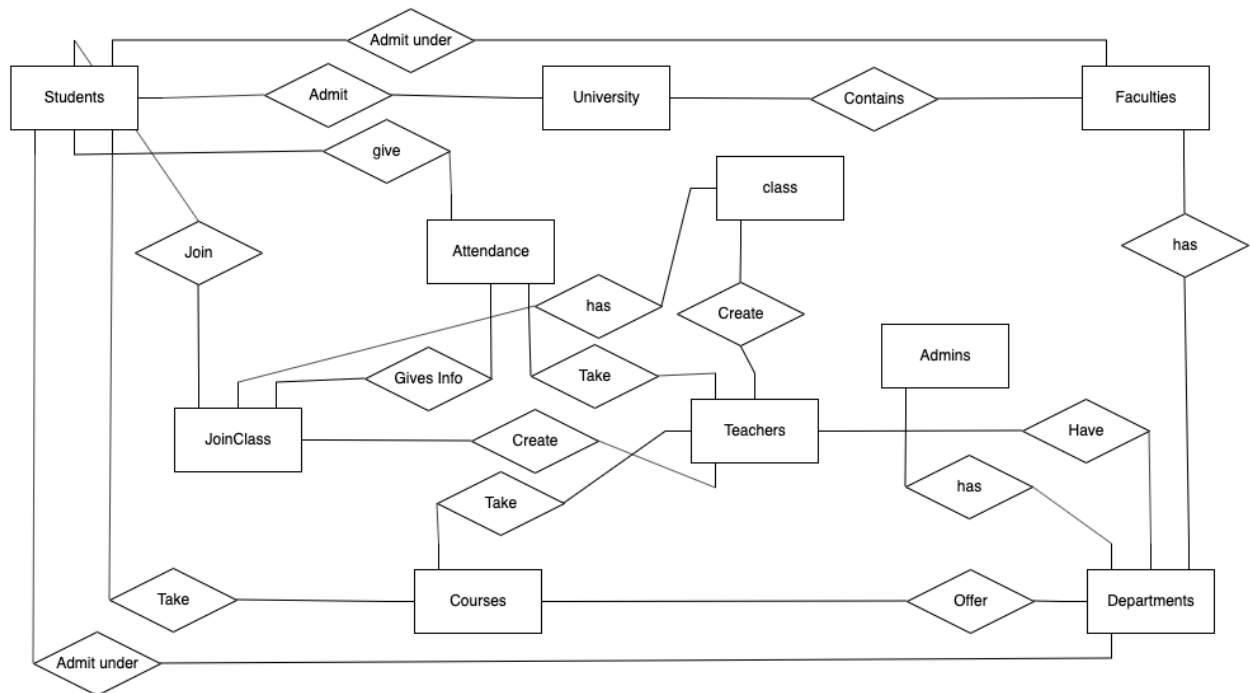 Admit under
Students
Admit
University
Contains
Faculties
give
class
Join
Attendance
has
has
Create
Admins
Gives Info
Take
JoinClass
Create
Teachers
Have
Take
has
Take
Courses
Offer
Departments
Admit under